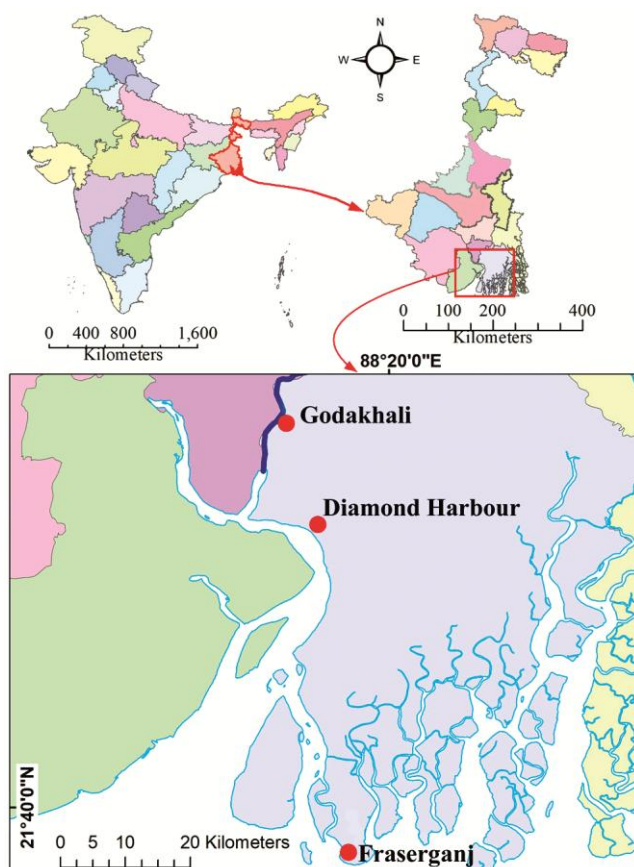 N
W E
S
0 400 800 1,600
Kilometers
0 100 200 400
Kilometers
88°20'0"E
Godakhali
Diamond Harbour
21°40'0"N
0 5 10 20 Kilometers
Fraserganj